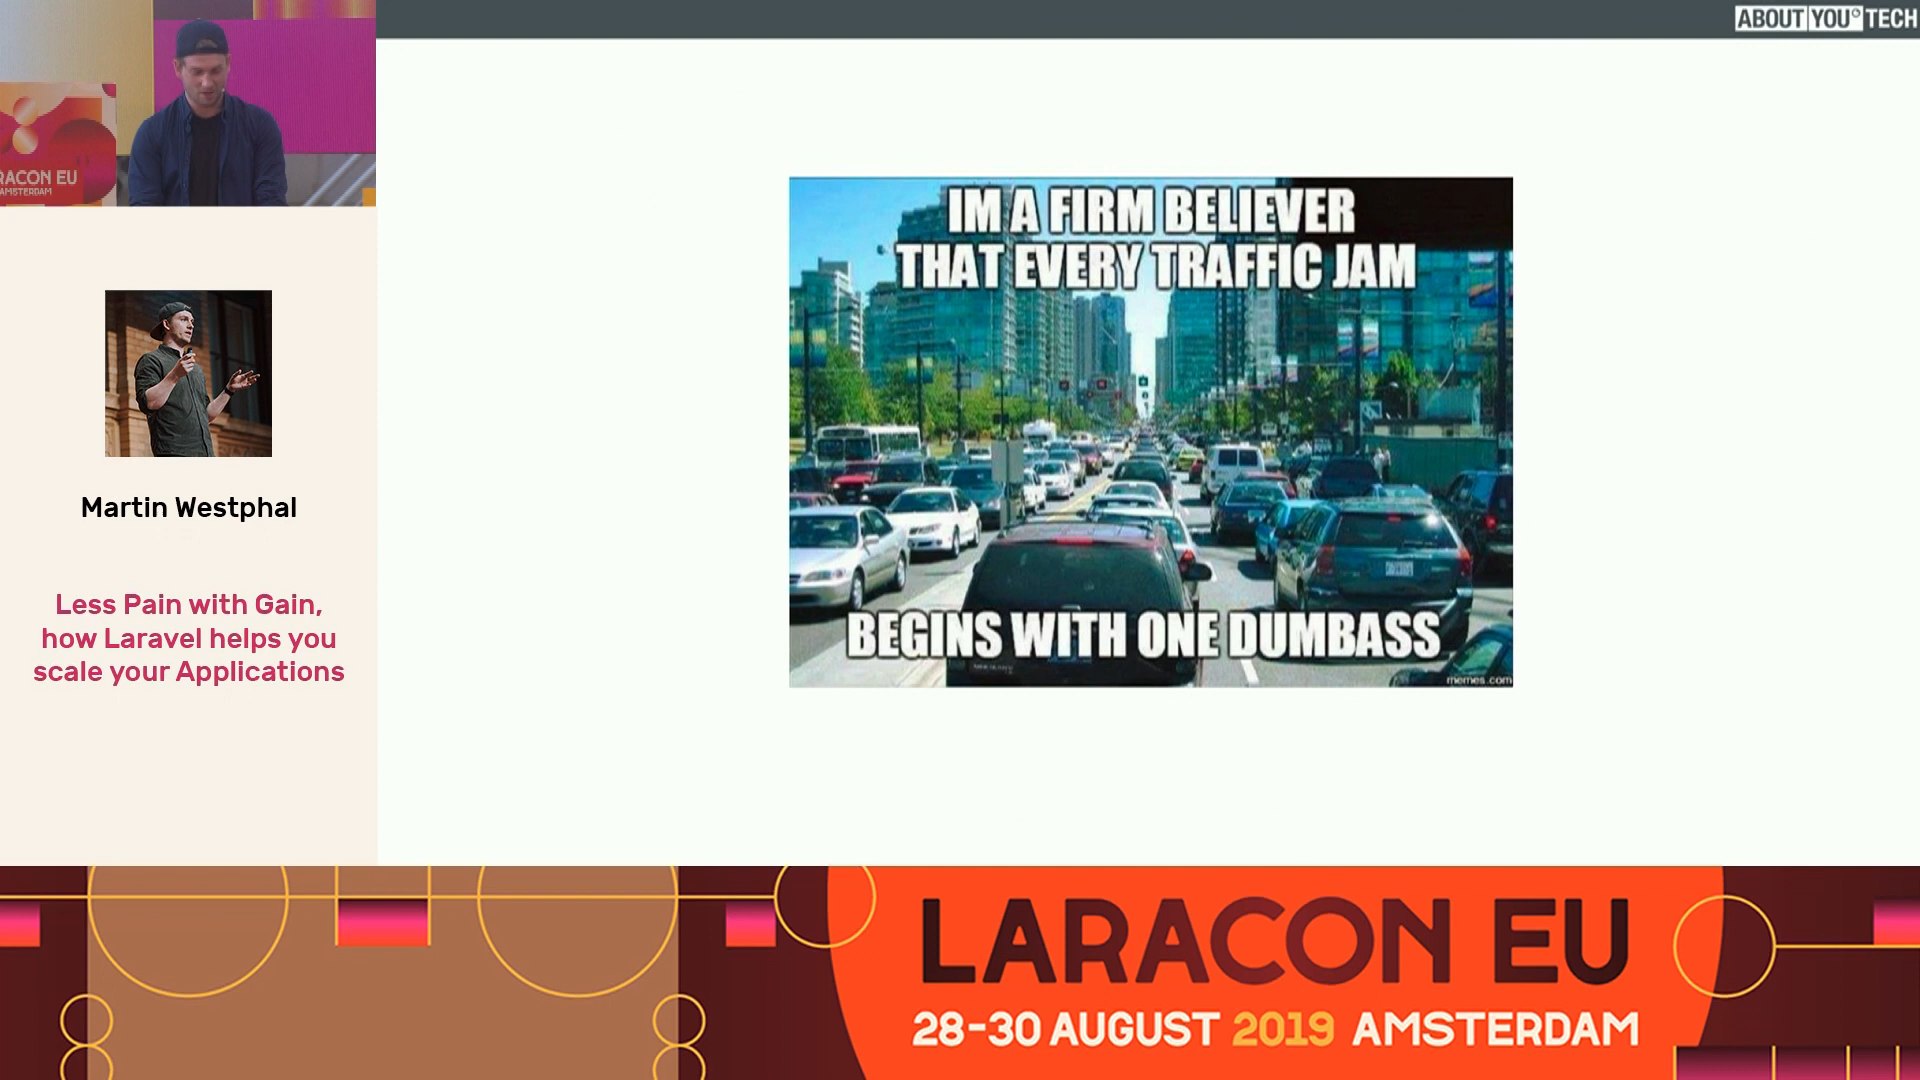 ABOUT YOU° TECH
RACON EU
AMSTERDAM
IM A FIRM BELIEVER
THAT EVERY TRAFFIC JAM
BEGINS WITH ONE DUMBASS
memes.com
Martin Westphal
Less Pain with Gain,
how Laravel helps you
scale your Applications
LARACON EU
28-30 AUGUST 2019 AMSTERDAM